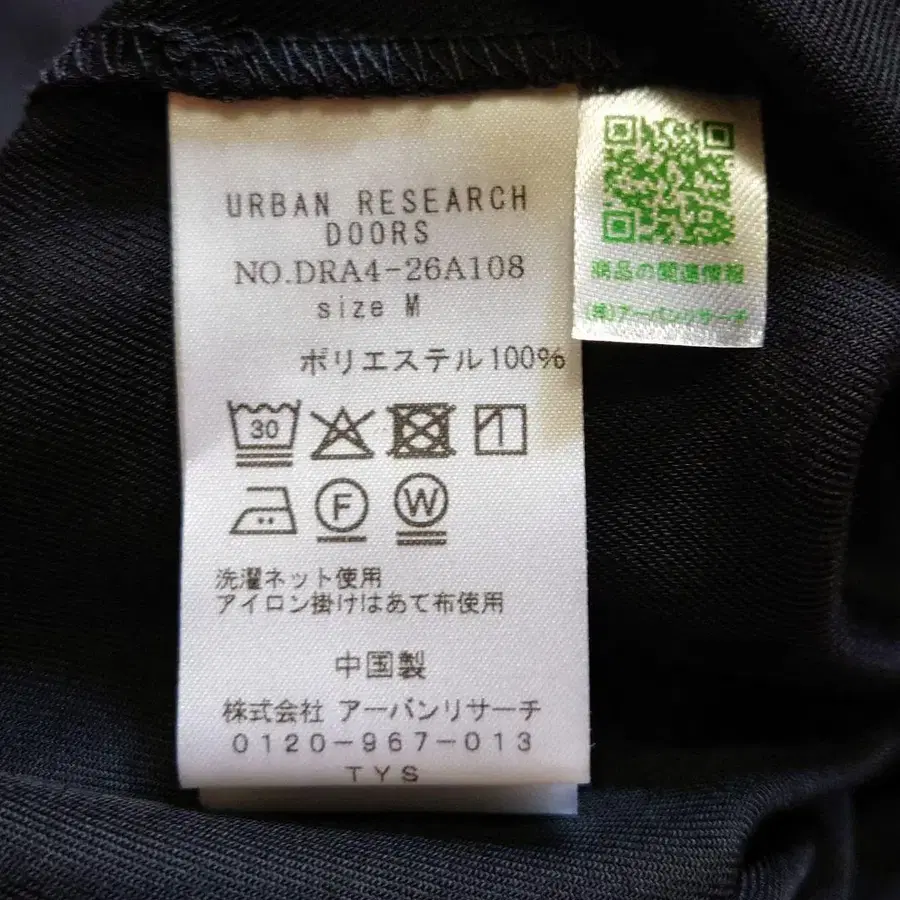 URBAN RESEARCH
DOORS
NO.DRA4-26A108
size M
ポリエステル100%
30
F
W
洗濯ネット使用
アイロン掛けはあて布使用
中国製
株式会社 アーバンリサーチ
0120-967-013
TYS
商品の関連情報
(株)アーバンリサーチ